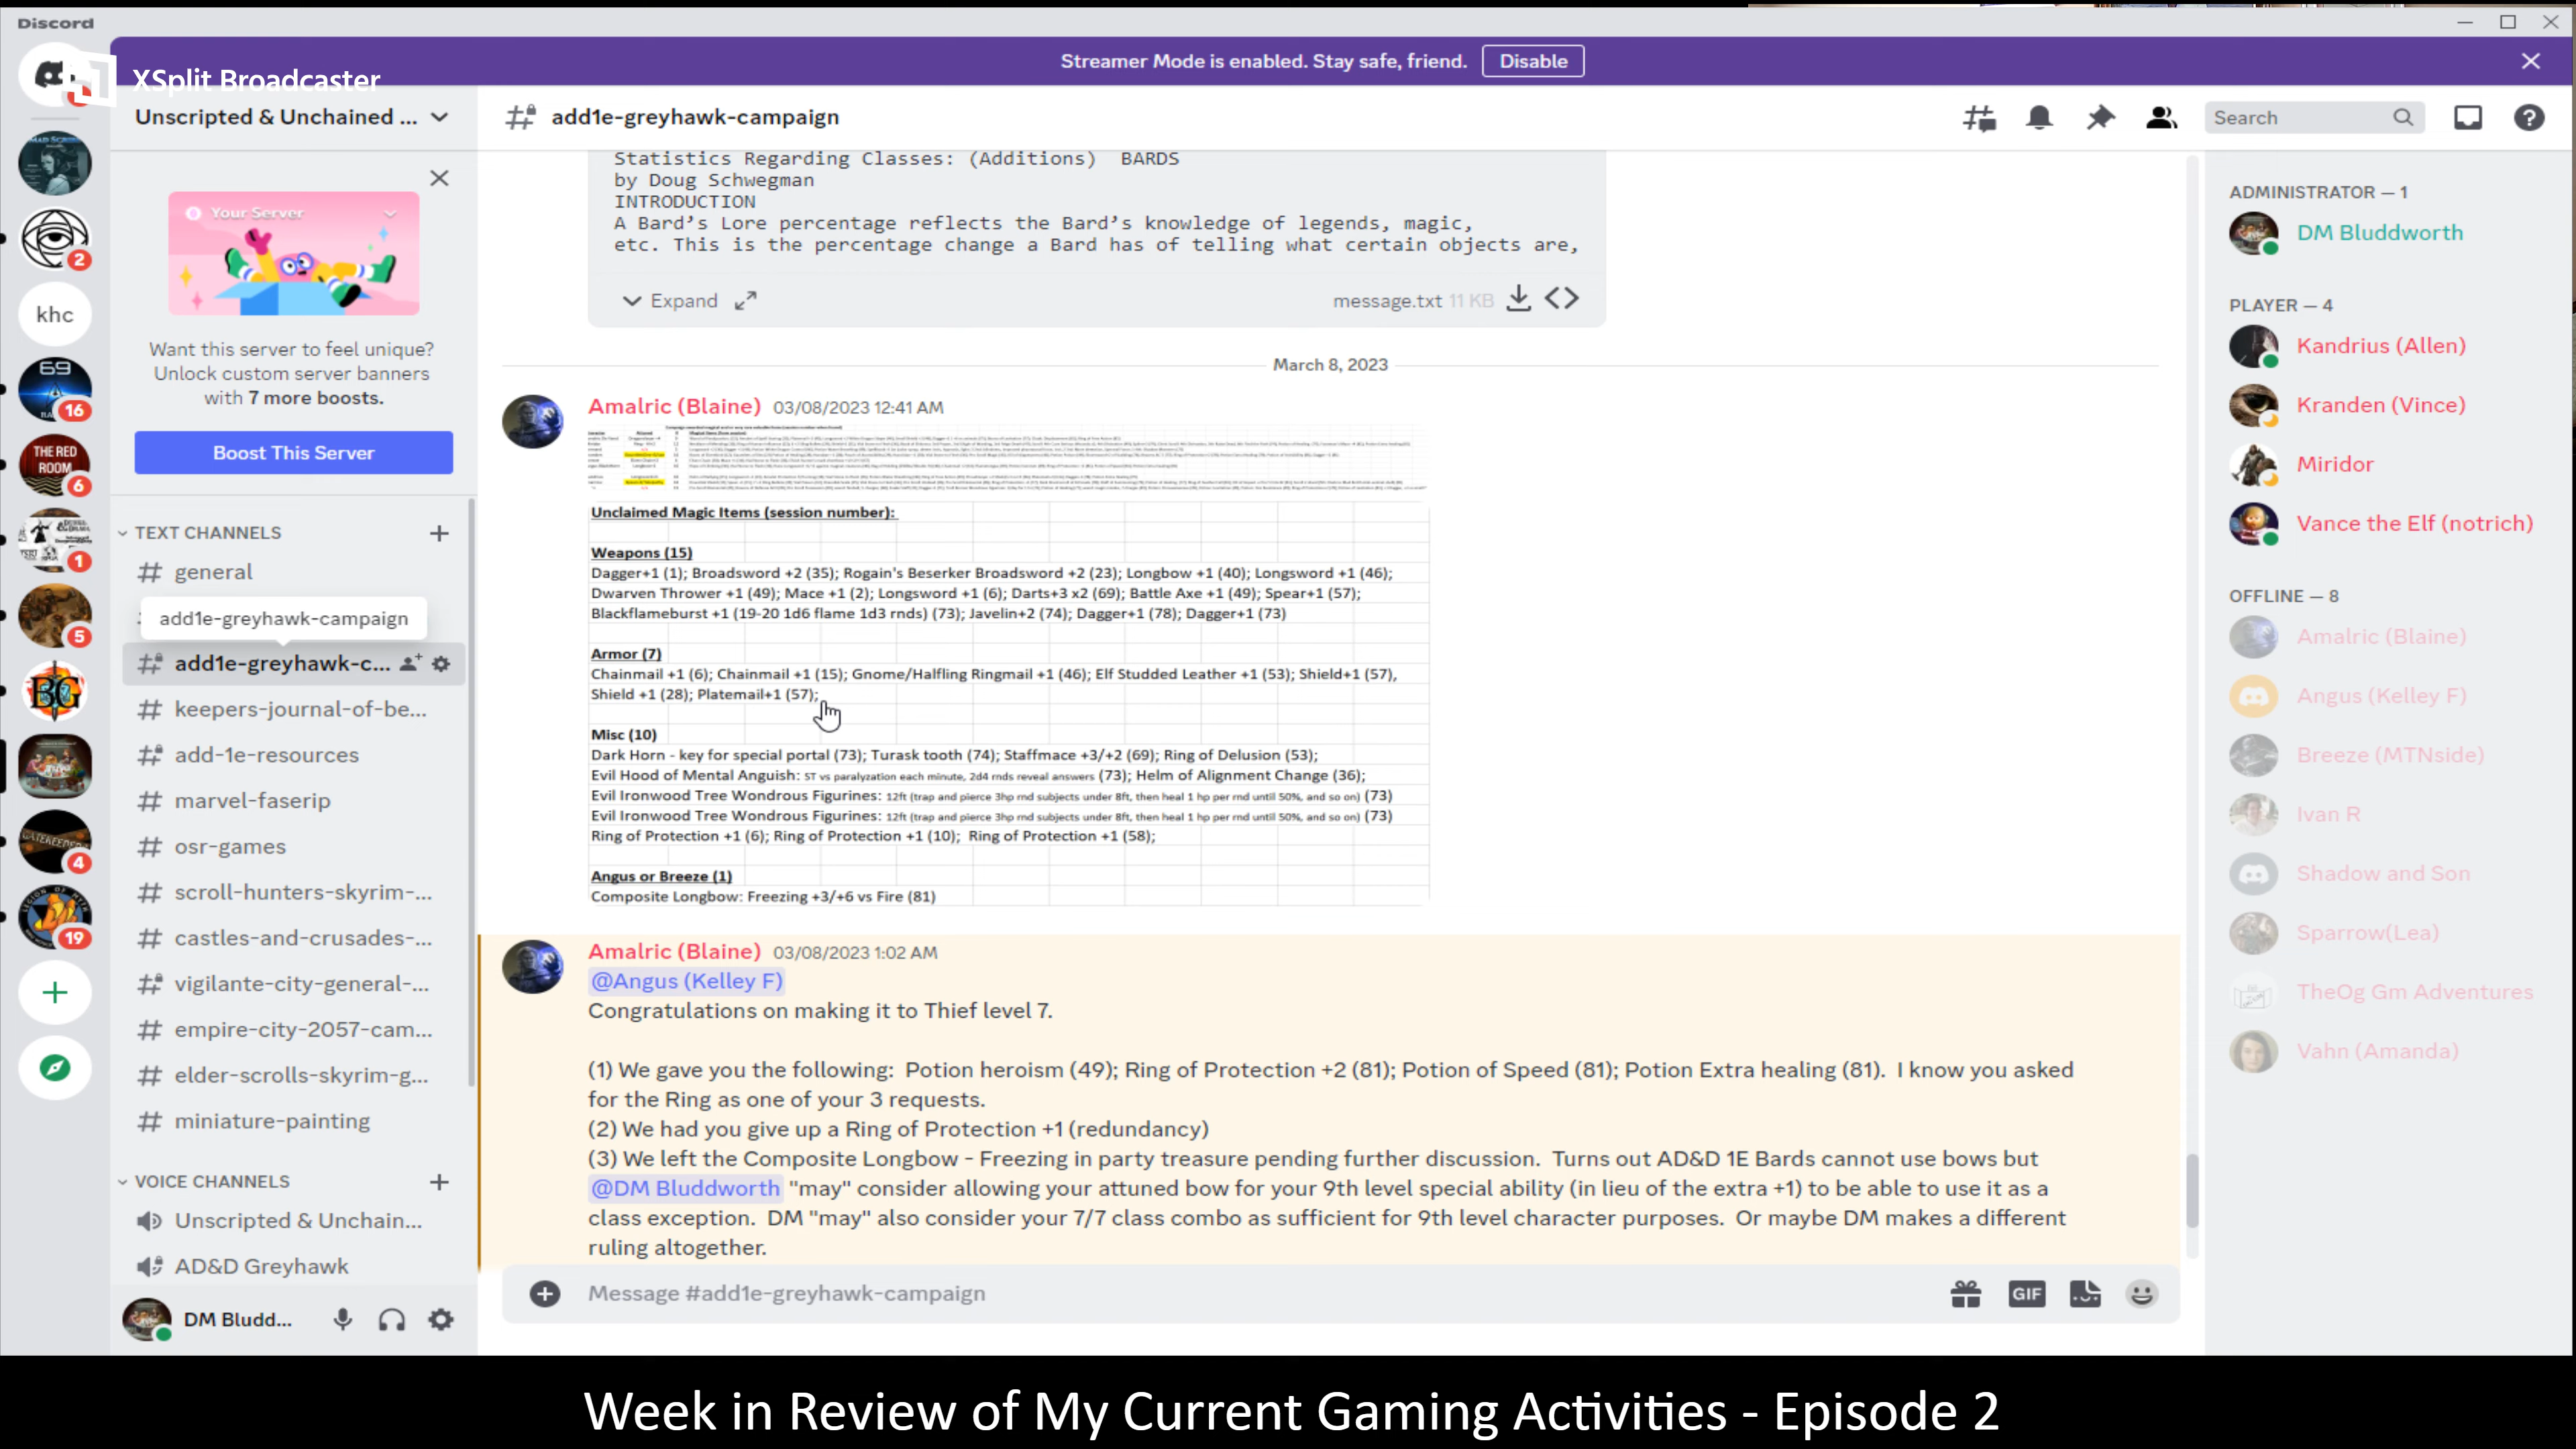 Discord
XSplit Broadcaster
Streamer Mode is enabled. Stay safe, friend.
Disable
Unscripted & Unchained ...
add1e-greyhawk-campaign
Search
2
khc
69
16
THE RED
ROOM
6
1
5
BG
4
19
Your Server
Want this server to feel unique?
Unlock custom server banners
with 7 more boosts.
Boost This Server
TEXT CHANNELS
general
add1e-greyhawk-campaign
add1e-greyhawk-c...
keepers-journal-of-be...
add-1e-resources
marvel-faserip
osr-games
scroll-hunters-skyrim-...
castles-and-crusades-...
vigilante-city-general-...
empire-city-2057-cam...
elder-scrolls-skyrim-g...
miniature-painting
VOICE CHANNELS
Unscripted & Unchain...
AD&D Greyhawk
DM Bludd...
Statistics Regarding Classes: (Additions)  BARDS
by Doug Schwegman
INTRODUCTION
A Bard’s Lore percentage reflects the Bard’s knowledge of legends, magic,
etc. This is the percentage change a Bard has of telling what certain objects are,
Expand
message.txt 11 KB
March 8, 2023
Amalric (Blaine) 03/08/2023 12:41 AM
Unclaimed Magic Items (session number):
Weapons (15)
Dagger+1 (1); Broadsword +2 (35); Rogain's Beserker Broadsword +2 (23); Longbow +1 (40); Longsword +1 (46);
Dwarven Thrower +1 (49); Mace +1 (2); Longsword +1 (6); Darts+3 x2 (69); Battle Axe +1 (49); Spear+1 (57);
Blackflameburst +1 (19-20 1d6 flame 1d3 rnds) (73); Javelin+2 (74); Dagger+1 (78); Dagger+1 (73)
Armor (7)
Chainmail +1 (6); Chainmail +1 (15); Gnome/Halfling Ringmail +1 (46); Elf Studded Leather +1 (53); Shield+1 (57),
Shield +1 (28); Platemail+1 (57);
Misc (10)
Dark Horn - key for special portal (73); Turask tooth (74); Staffmace +3/+2 (69); Ring of Delusion (53);
Evil Hood of Mental Anguish: ST vs paralyzation each minute, 2d4 rnds reveal answers (73); Helm of Alignment Change (36);
Evil Ironwood Tree Wondrous Figurines: 12ft (trap and pierce 3hp rnd subjects under 8ft, then heal 1 hp per rnd until 50%, and so on) (73)
Evil Ironwood Tree Wondrous Figurines: 12ft (trap and pierce 3hp rnd subjects under 8ft, then heal 1 hp per rnd until 50%, and so on) (73)
Ring of Protection +1 (6); Ring of Protection +1 (10);  Ring of Protection +1 (58);
Angus or Breeze (1)
Composite Longbow: Freezing +3/+6 vs Fire (81)
Amalric (Blaine) 03/08/2023 1:02 AM
@Angus (Kelley F)
Congratulations on making it to Thief level 7.
(1) We gave you the following:  Potion heroism (49); Ring of Protection +2 (81); Potion of Speed (81); Potion Extra healing (81).  I know you asked
for the Ring as one of your 3 requests.
(2) We had you give up a Ring of Protection +1 (redundancy)
(3) We left the Composite Longbow - Freezing in party treasure pending further discussion.  Turns out AD&D 1E Bards cannot use bows but
@DM Bluddworth "may" consider allowing your attuned bow for your 9th level special ability (in lieu of the extra +1) to be able to use it as a
class exception.  DM "may" also consider your 7/7 class combo as sufficient for 9th level character purposes.  Or maybe DM makes a different
ruling altogether.
Message #add1e-greyhawk-campaign
GIF
ADMINISTRATOR — 1
DM Bluddworth
PLAYER — 4
Kandrius (Allen)
Kranden (Vince)
Miridor
Vance the Elf (notrich)
OFFLINE — 8
Amalric (Blaine)
Angus (Kelley F)
Breeze (MTNside)
Ivan R
Shadow and Son
Sparrow(Lea)
TheOg Gm Adventures
Vahn (Amanda)
Week in Review of My Current Gaming Activities - Episode 2